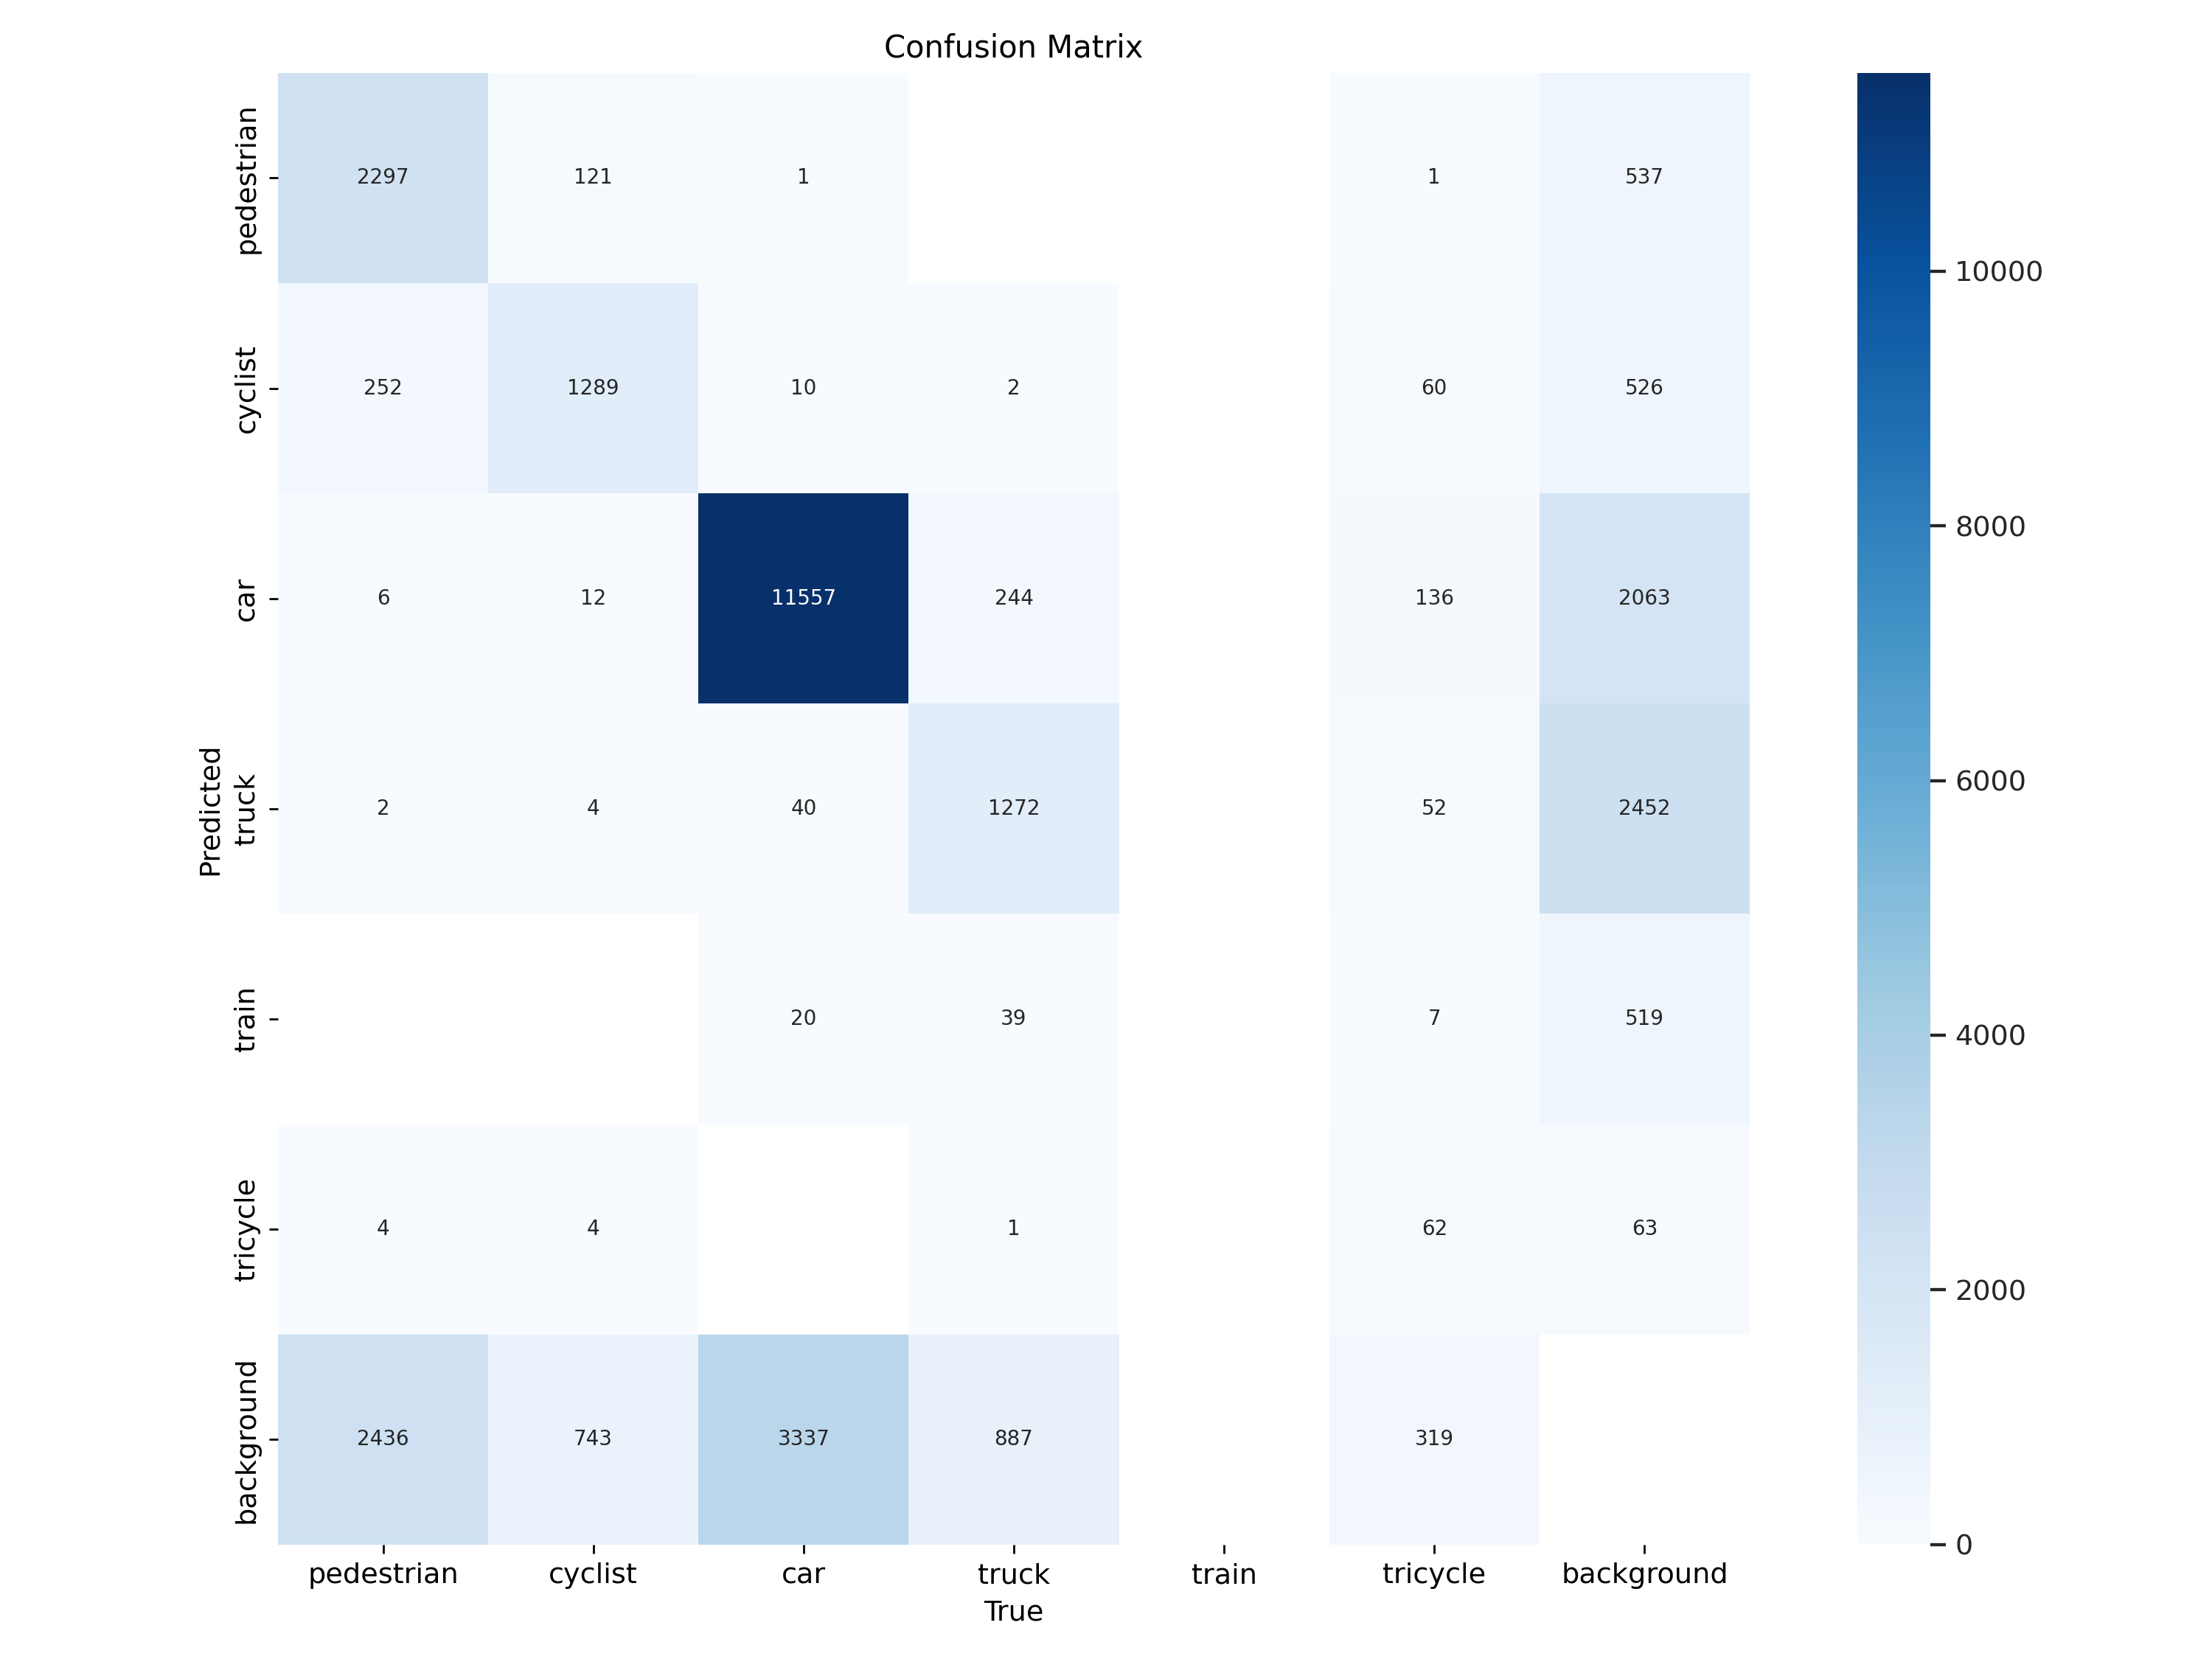 Confusion Matrix
Predicted
pedestrian 2297 121 1 1 537
cyclist 252 1289 10 2 60 526
car 6 12 11557 244 136 2063
truck 2 4 40 1272 52 2452
train 20 39 7 519
tricycle 4 4 1 62 63
background 2436 743 3337 887 319
pedestrian cyclist car truck train tricycle background
True
10000
8000
6000
4000
2000
0